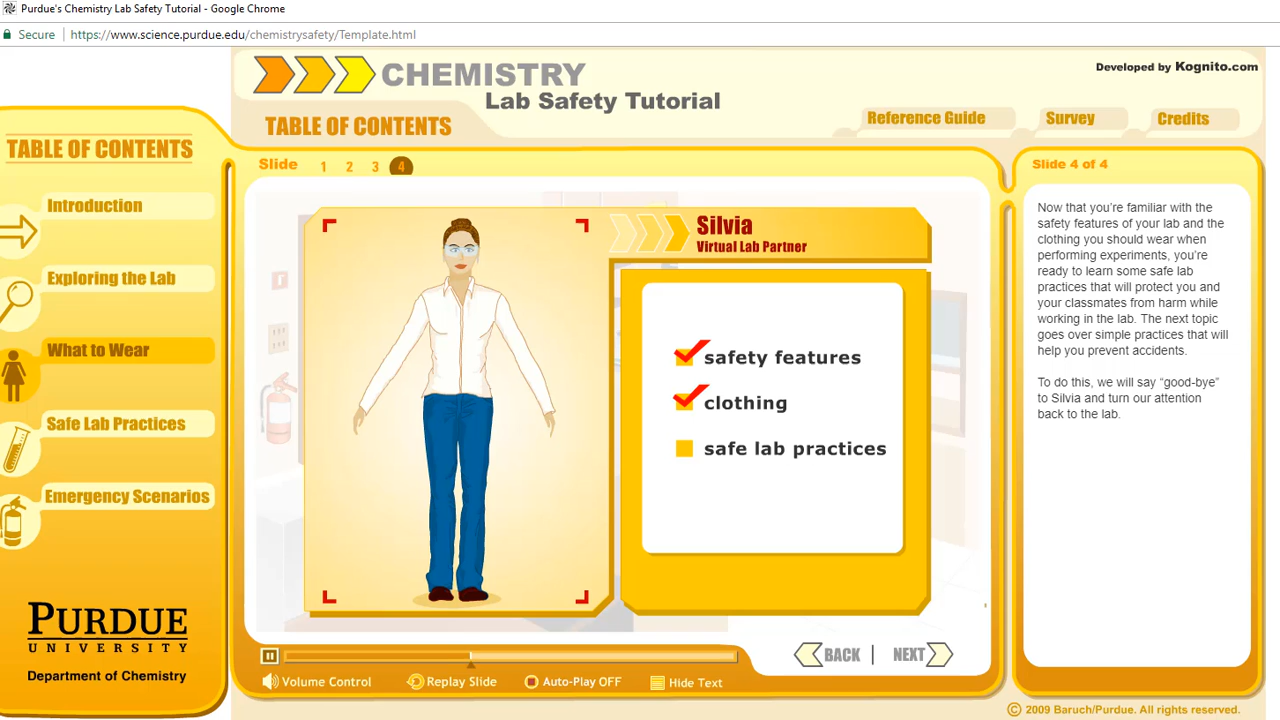 Purdue's Chemistry Lab Safety Tutorial - Google Chrome
Secure | https://www.science.purdue.edu/chemistrysafety/Template.html
CHEMISTRY
Lab Safety Tutorial
Developed by Kognito.com
TABLE OF CONTENTS
Reference Guide
Survey
Credits
TABLE OF CONTENTS
Introduction
Exploring the Lab
What to Wear
Safe Lab Practices
Emergency Scenarios
PURDUE
UNIVERSITY
Department of Chemistry
Slide 1 2 3 4
Silvia
Virtual Lab Partner
safety features
clothing
safe lab practices
BACK | NEXT
Volume Control
Replay Slide
Auto-Play OFF
Hide Text
Slide 4 of 4
Now that you’re familiar with the
safety features of your lab and the
clothing you should wear when
performing experiments, you’re
ready to learn some safe lab
practices that will protect you and
your classmates from harm while
working in the lab. The next topic
goes over simple practices that will
help you prevent accidents.
To do this, we will say “good-bye”
to Silvia and turn our attention
back to the lab.
© 2009 Baruch/Purdue. All rights reserved.